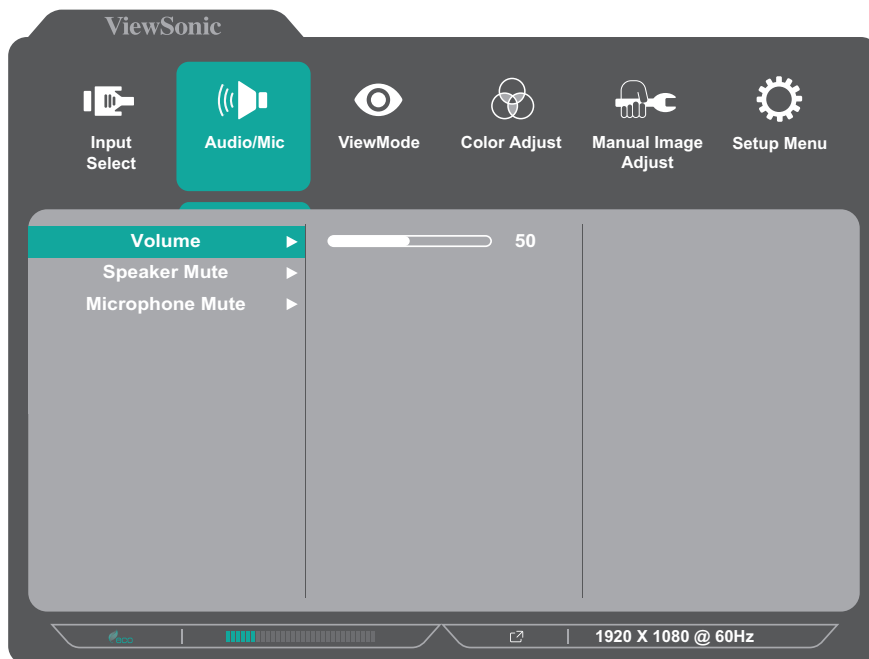 ViewSonic
Input
Select
Audio/Mic
ViewMode
Color Adjust
Manual Image
Adjust
Setup Menu
Volume
50
Speaker Mute
Microphone Mute
eco
1920 X 1080 @ 60Hz